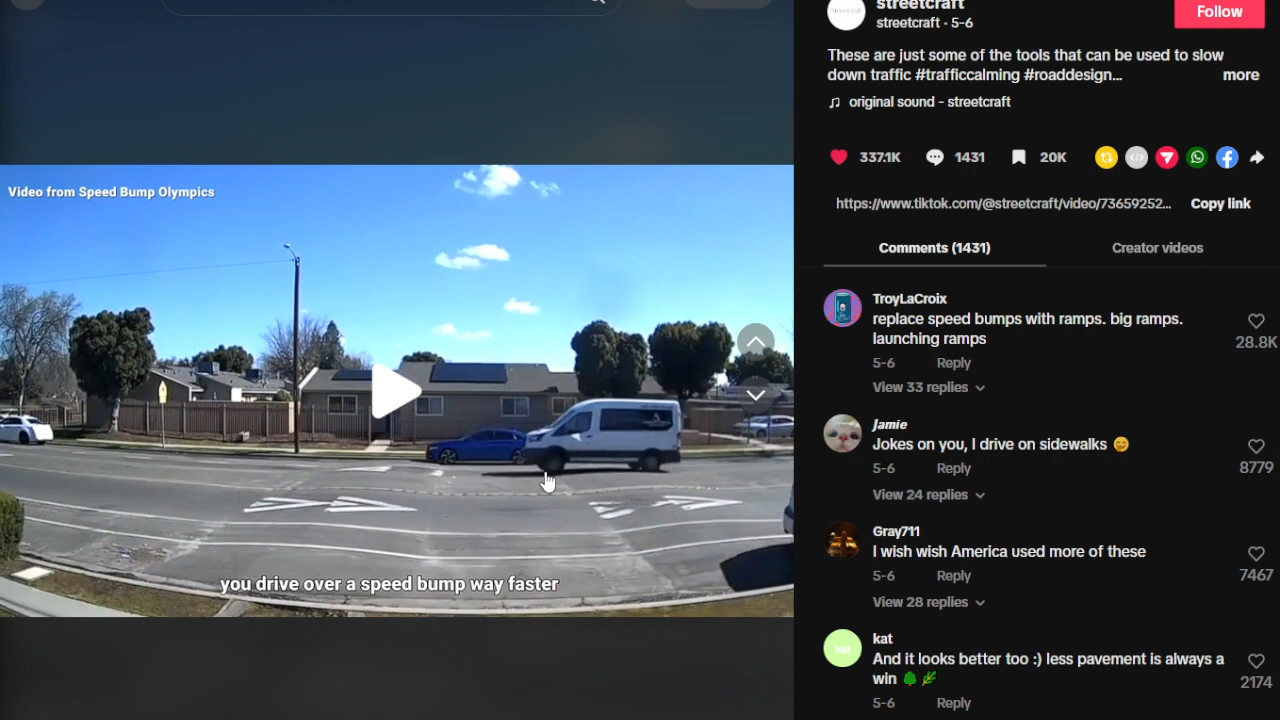 Video from Speed Bump Olympics
you drive over a speed bump way faster
streetcraft
streetcraft · 5-6
Follow
These are just some of the tools that can be used to slow
down traffic #trafficcalming #roaddesign...
more
original sound - streetcraft
337.1K
1431
20K
https://www.tiktok.com/@streetcraft/video/73659252...
Copy link
Comments (1431)
Creator videos
TroyLaCroix
replace speed bumps with ramps. big ramps.
launching ramps
28.8K
5-6
Reply
View 33 replies
Jamie
Jokes on you, I drive on sidewalks 😊
8779
5-6
Reply
View 24 replies
Gray711
I wish wish America used more of these
7467
5-6
Reply
View 28 replies
kat
kat
And it looks better too :) less pavement is always a
win 🌳🌿
2174
5-6
Reply